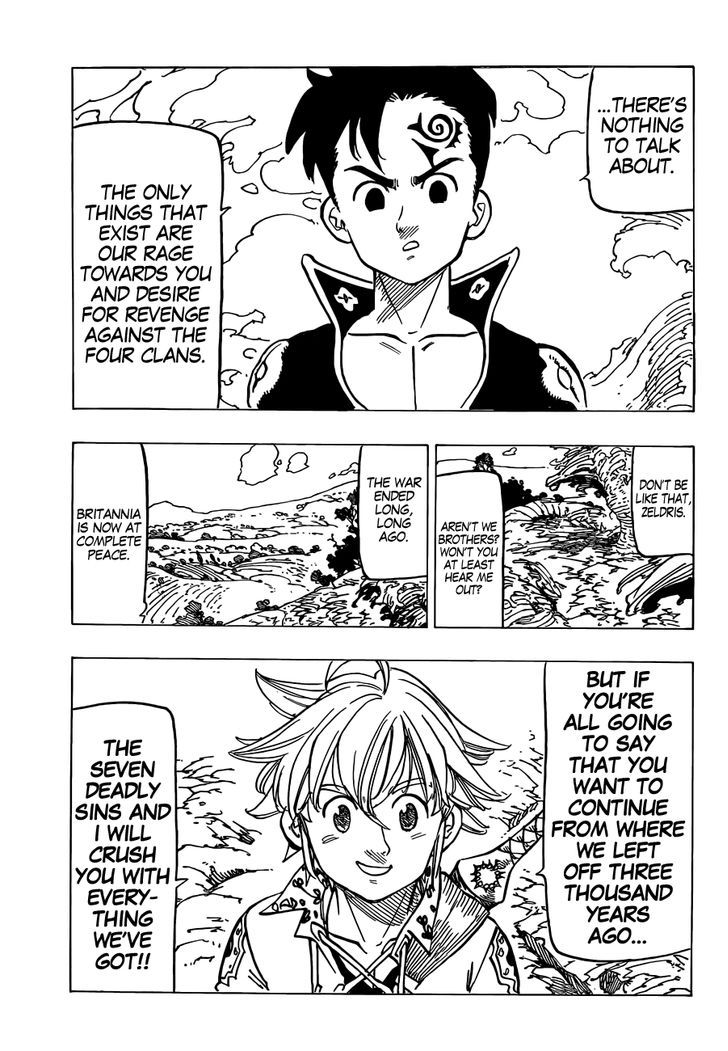 ...THERE'S
NOTHING
TO TALK
ABOUT.
THE ONLY
THINGS THAT
EXIST ARE
OUR RAGE
TOWARDS YOU
AND DESIRE
FOR REVENGE
AGAINST THE
FOUR CLANS.
DON'T BE
LIKE THAT,
ZELDRIS.
AREN'T WE
BROTHERS?
WON'T YOU
AT LEAST
HEAR ME
OUT?
THE WAR
ENDED
LONG,
LONG
AGO.
BRITANNIA
IS NOW AT
COMPLETE
PEACE.
BUT IF
YOU'RE
ALL GOING
TO SAY
THAT YOU
WANT TO
CONTINUE
FROM WHERE
WE LEFT
OFF THREE
THOUSAND
YEARS
AGO...
THE
SEVEN
DEADLY
SINS AND
I WILL
CRUSH
YOU WITH
EVERY-
THING
WE'VE
GOT!!